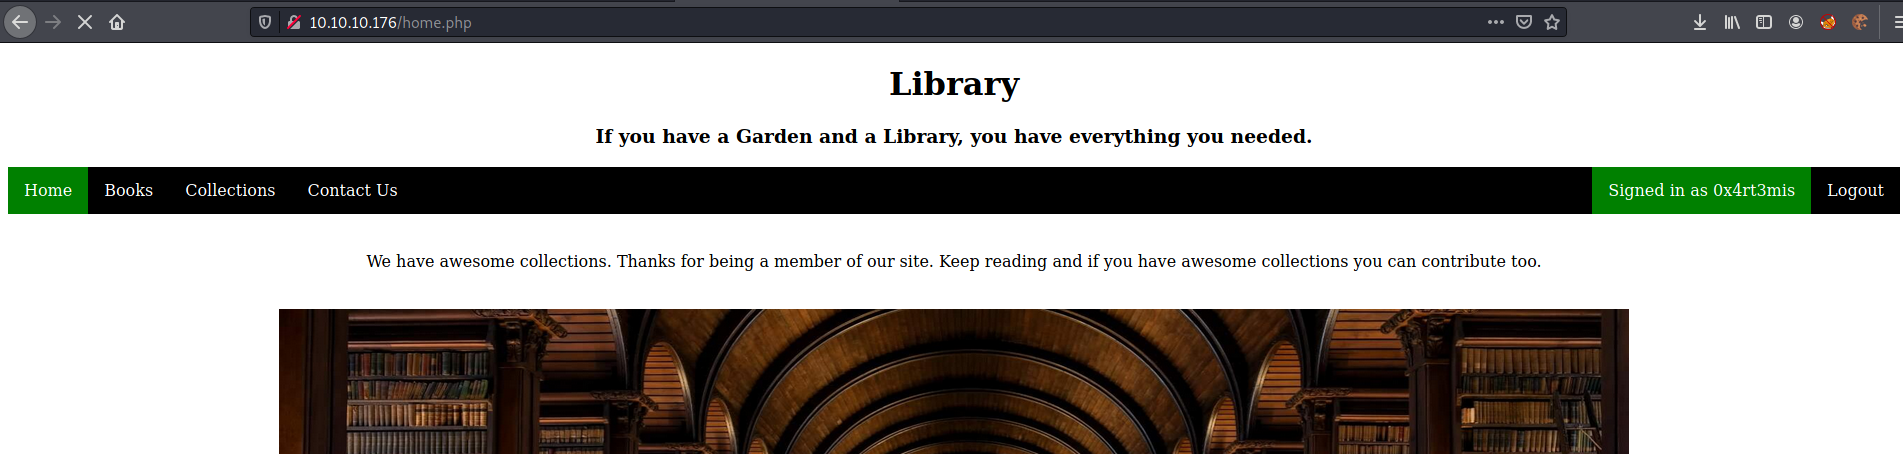 10.10.10.176/home.php
Library
If you have a Garden and a Library, you have everything you needed.
Home Books Collections Contact Us Signed in as 0x4rt3mis Logout
We have awesome collections. Thanks for being a member of our site. Keep reading and if you have awesome collections you can contribute too.